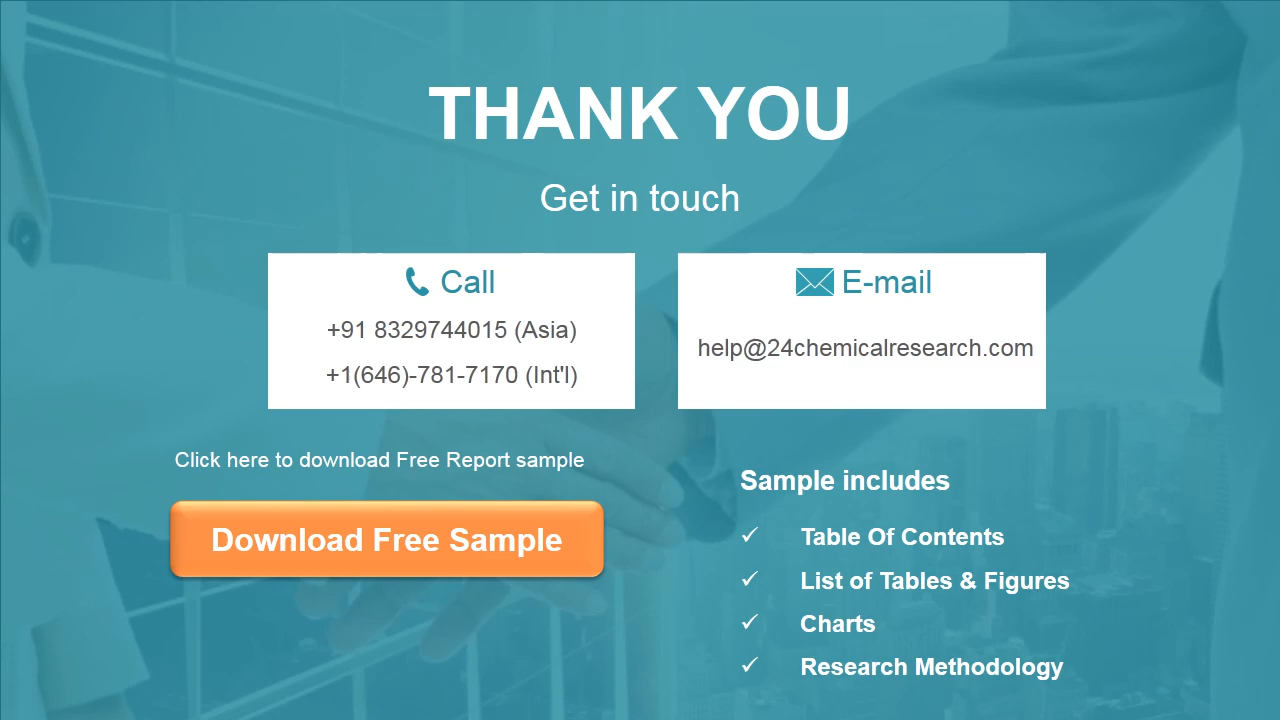 THANK YOU
Get in touch
Call
+91 8329744015 (Asia)
+1(646)-781-7170 (Int'l)
E-mail
help@24chemicalresearch.com
Click here to download Free Report sample
Download Free Sample
Sample includes
✓ Table Of Contents
✓ List of Tables & Figures
✓ Charts
✓ Research Methodology